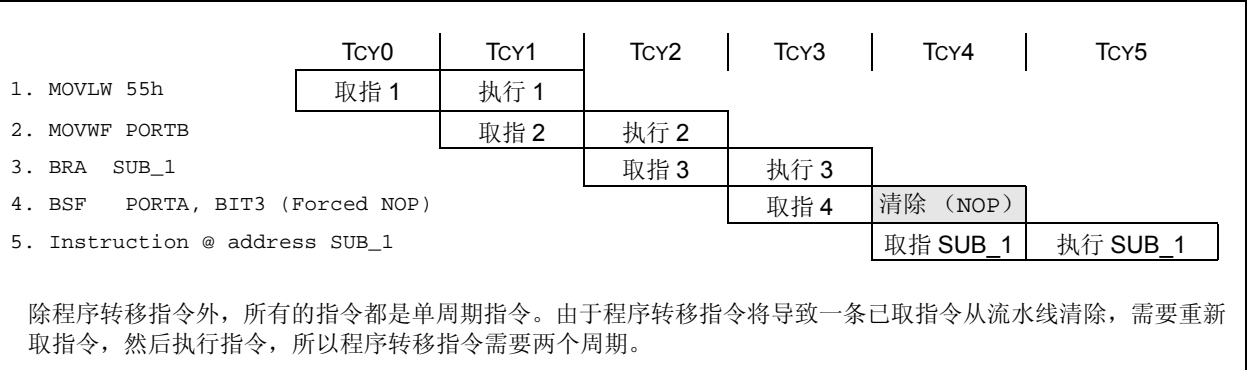 TCY0 TCY1 TCY2 TCY3 TCY4 TCY5
1. MOVLW 55h 取指 1 执行 1
2. MOVWF PORTB 取指 2 执行 2
3. BRA SUB_1 取指 3 执行 3
4. BSF PORTA, BIT3 (Forced NOP) 取指 4 清除 （NOP）
5. Instruction @ address SUB_1 取指 SUB_1 执行 SUB_1
除程序转移指令外，所有的指令都是单周期指令。由于程序转移指令将导致一条已取指令从流水线清除，需要重新
取指令，然后执行指令，所以程序转移指令需要两个周期。